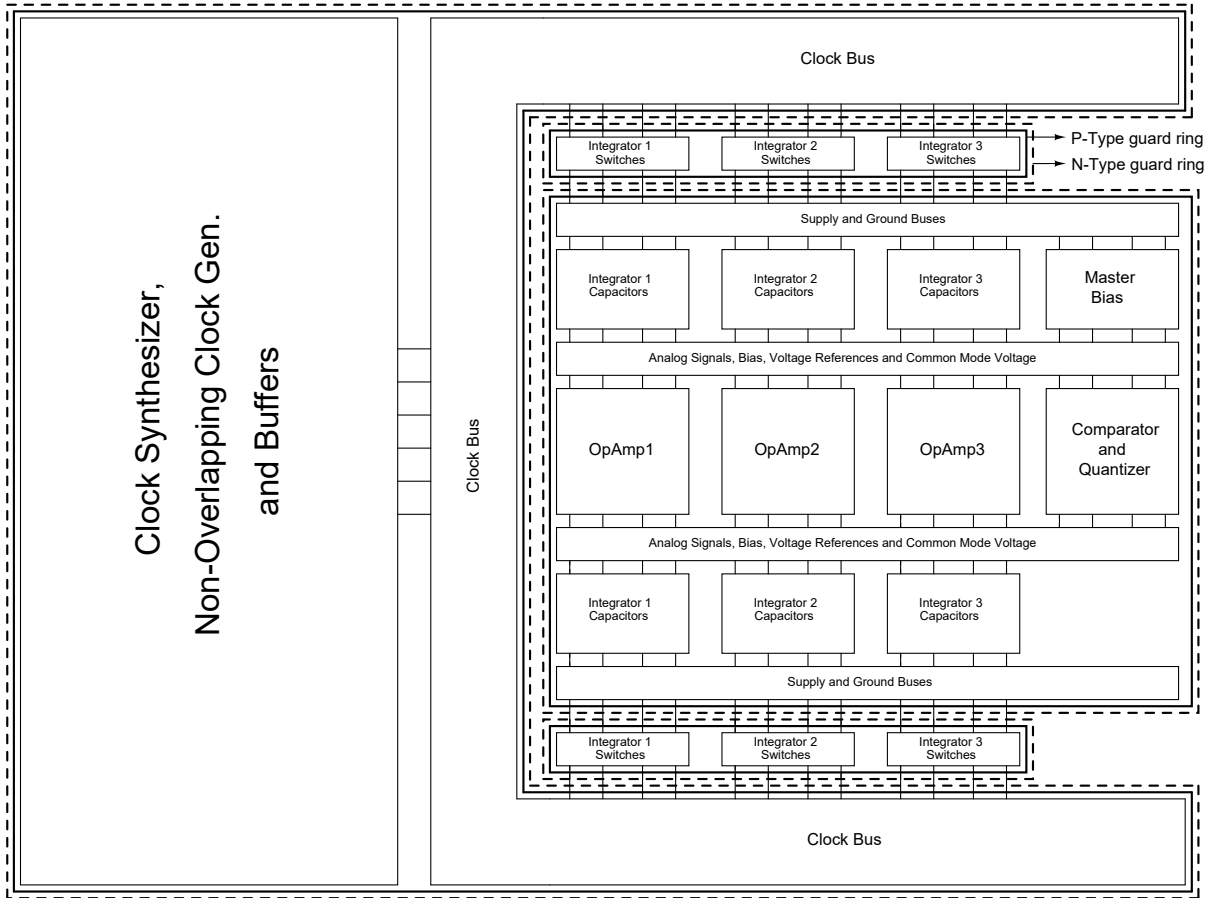 Clock Synthesizer,
Non-Overlapping Clock Gen.
and Buffers
Clock Bus
Clock Bus
Integrator 1
Switches
Integrator 2
Switches
Integrator 3
Switches
P-Type guard ring
N-Type guard ring
Supply and Ground Buses
Integrator 1
Capacitors
Integrator 2
Capacitors
Integrator 3
Capacitors
Master
Bias
Analog Signals, Bias, Voltage References and Common Mode Voltage
OpAmp1
OpAmp2
OpAmp3
Comparator
and
Quantizer
Analog Signals, Bias, Voltage References and Common Mode Voltage
Integrator 1
Capacitors
Integrator 2
Capacitors
Integrator 3
Capacitors
Supply and Ground Buses
Integrator 1
Switches
Integrator 2
Switches
Integrator 3
Switches
Clock Bus